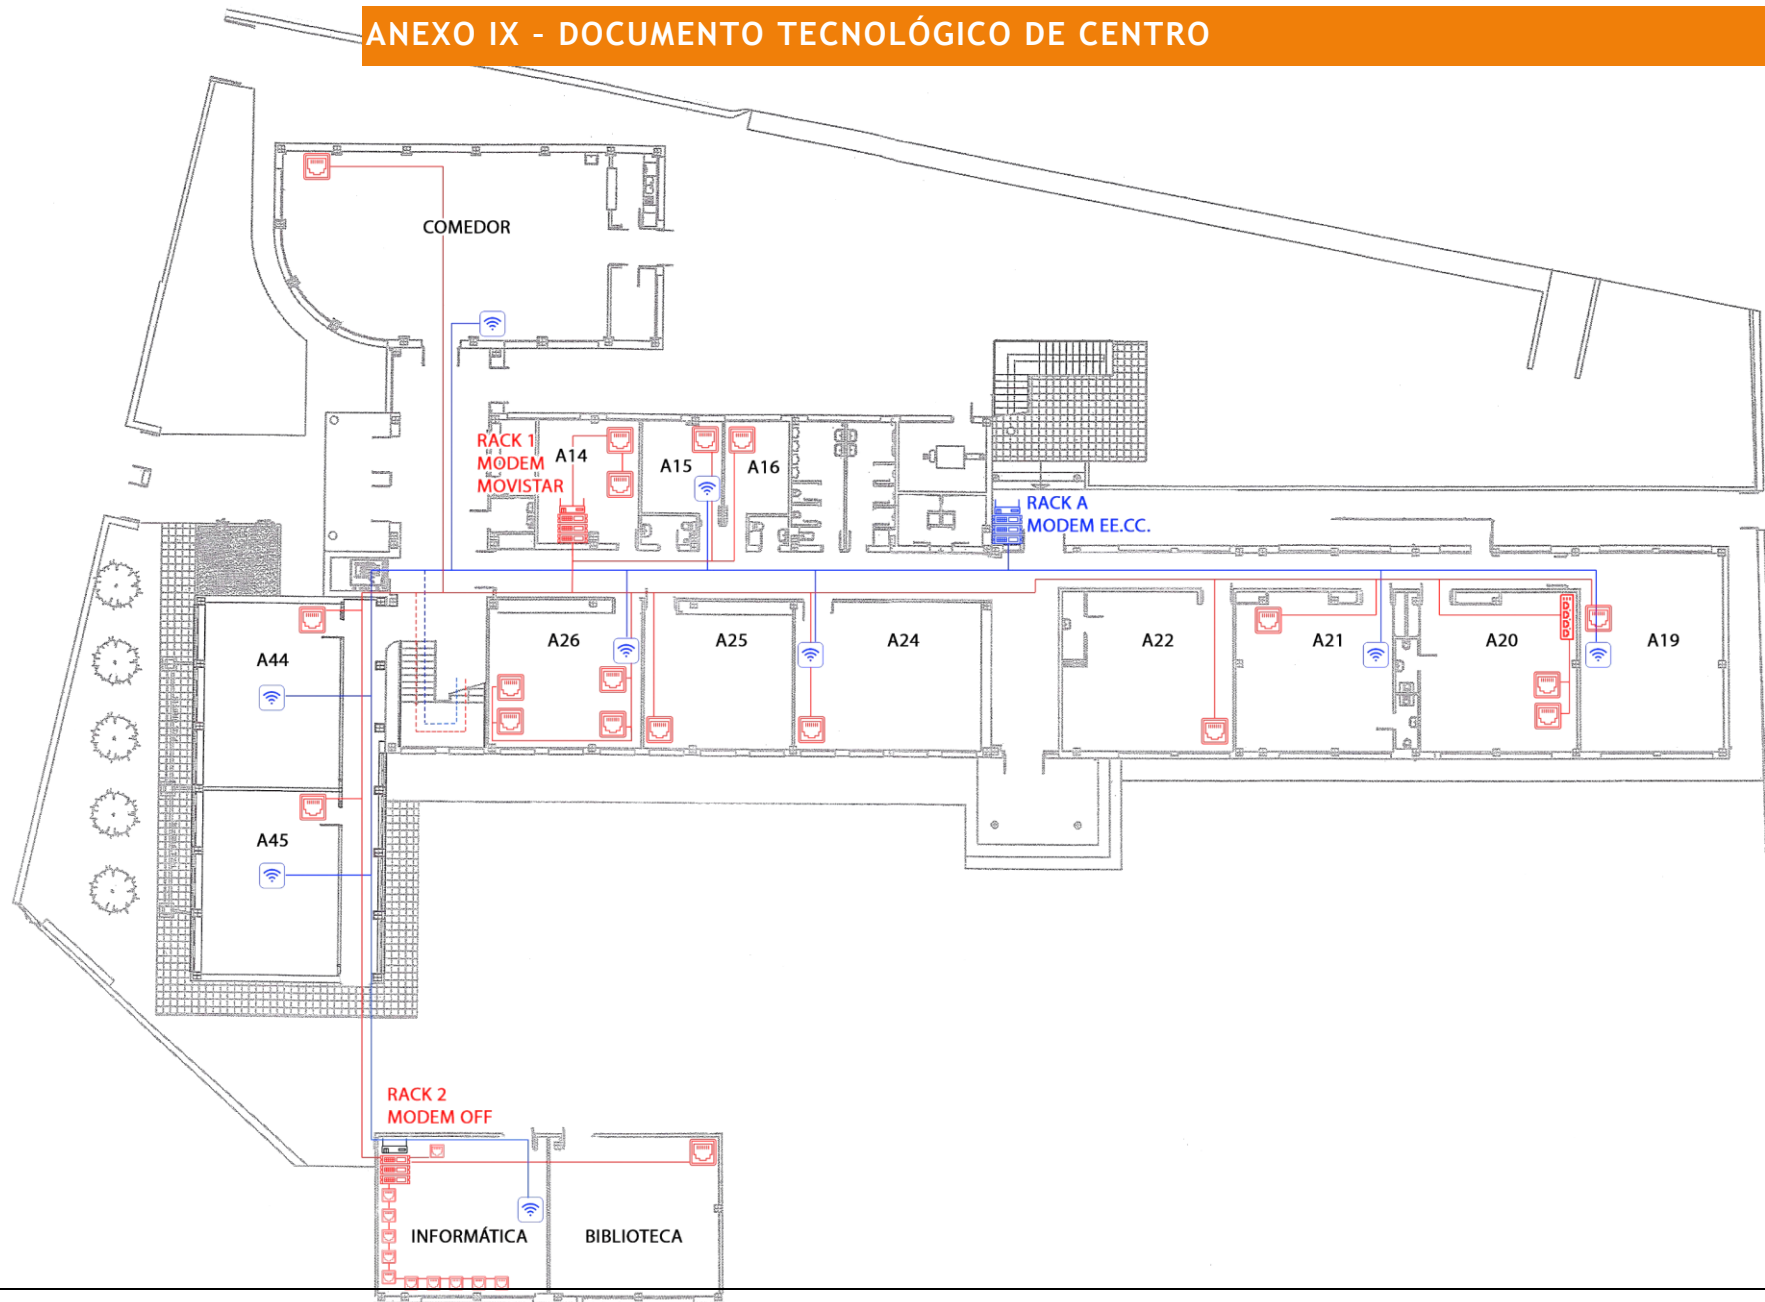 ANEXO IX - DOCUMENTO TECNOLÓGICO DE CENTRO
COMEDOR
RACK 1
MODEM
MOVISTAR
A14
A15
A16
RACK A
MODEM EE.CC.
A44
A26
A25
A24
A22
A21
A20
A19
A45
RACK 2
MODEM OFF
INFORMÁTICA
BIBLIOTECA